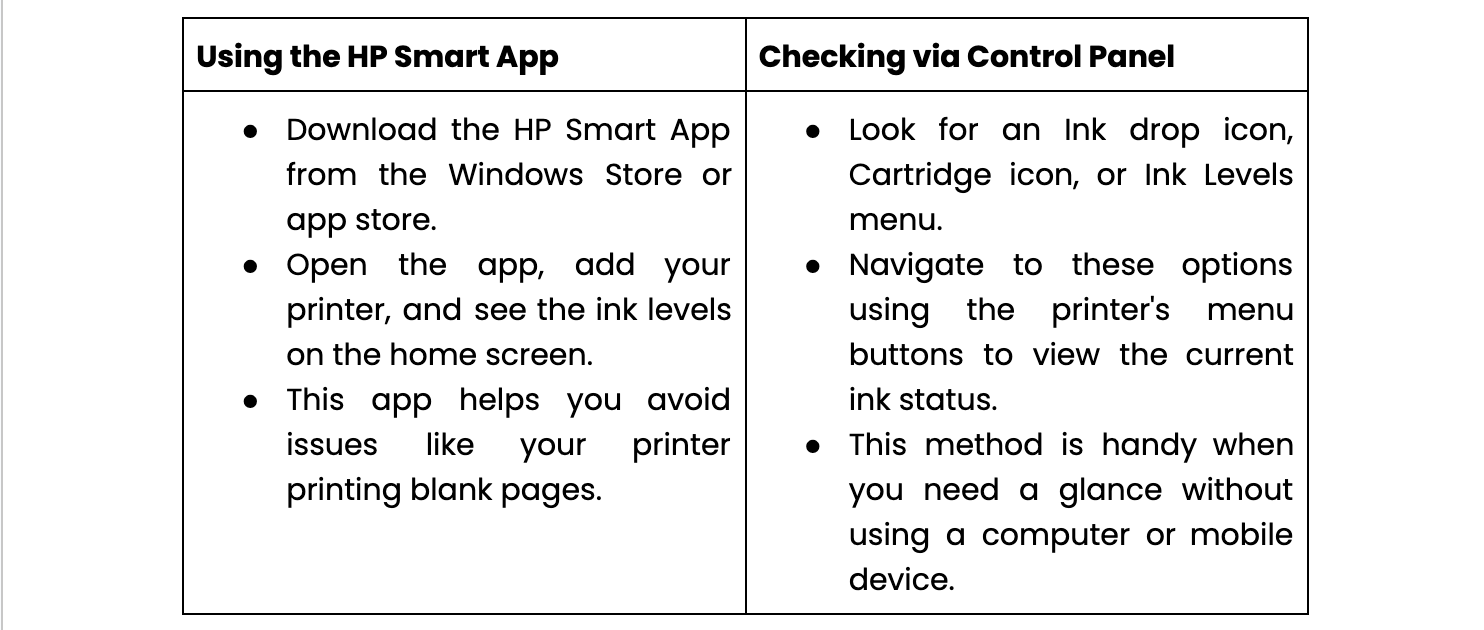 Using the HP Smart App
● Download the HP Smart App
from the Windows Store or
app store.
● Open the app, add your
printer, and see the ink levels
on the home screen.
● This app helps you avoid
issues like your printer
printing blank pages.
Checking via Control Panel
● Look for an Ink drop icon,
Cartridge icon, or Ink Levels
menu.
● Navigate to these options
using the printer's menu
buttons to view the current
ink status.
● This method is handy when
you need a glance without
using a computer or mobile
device.